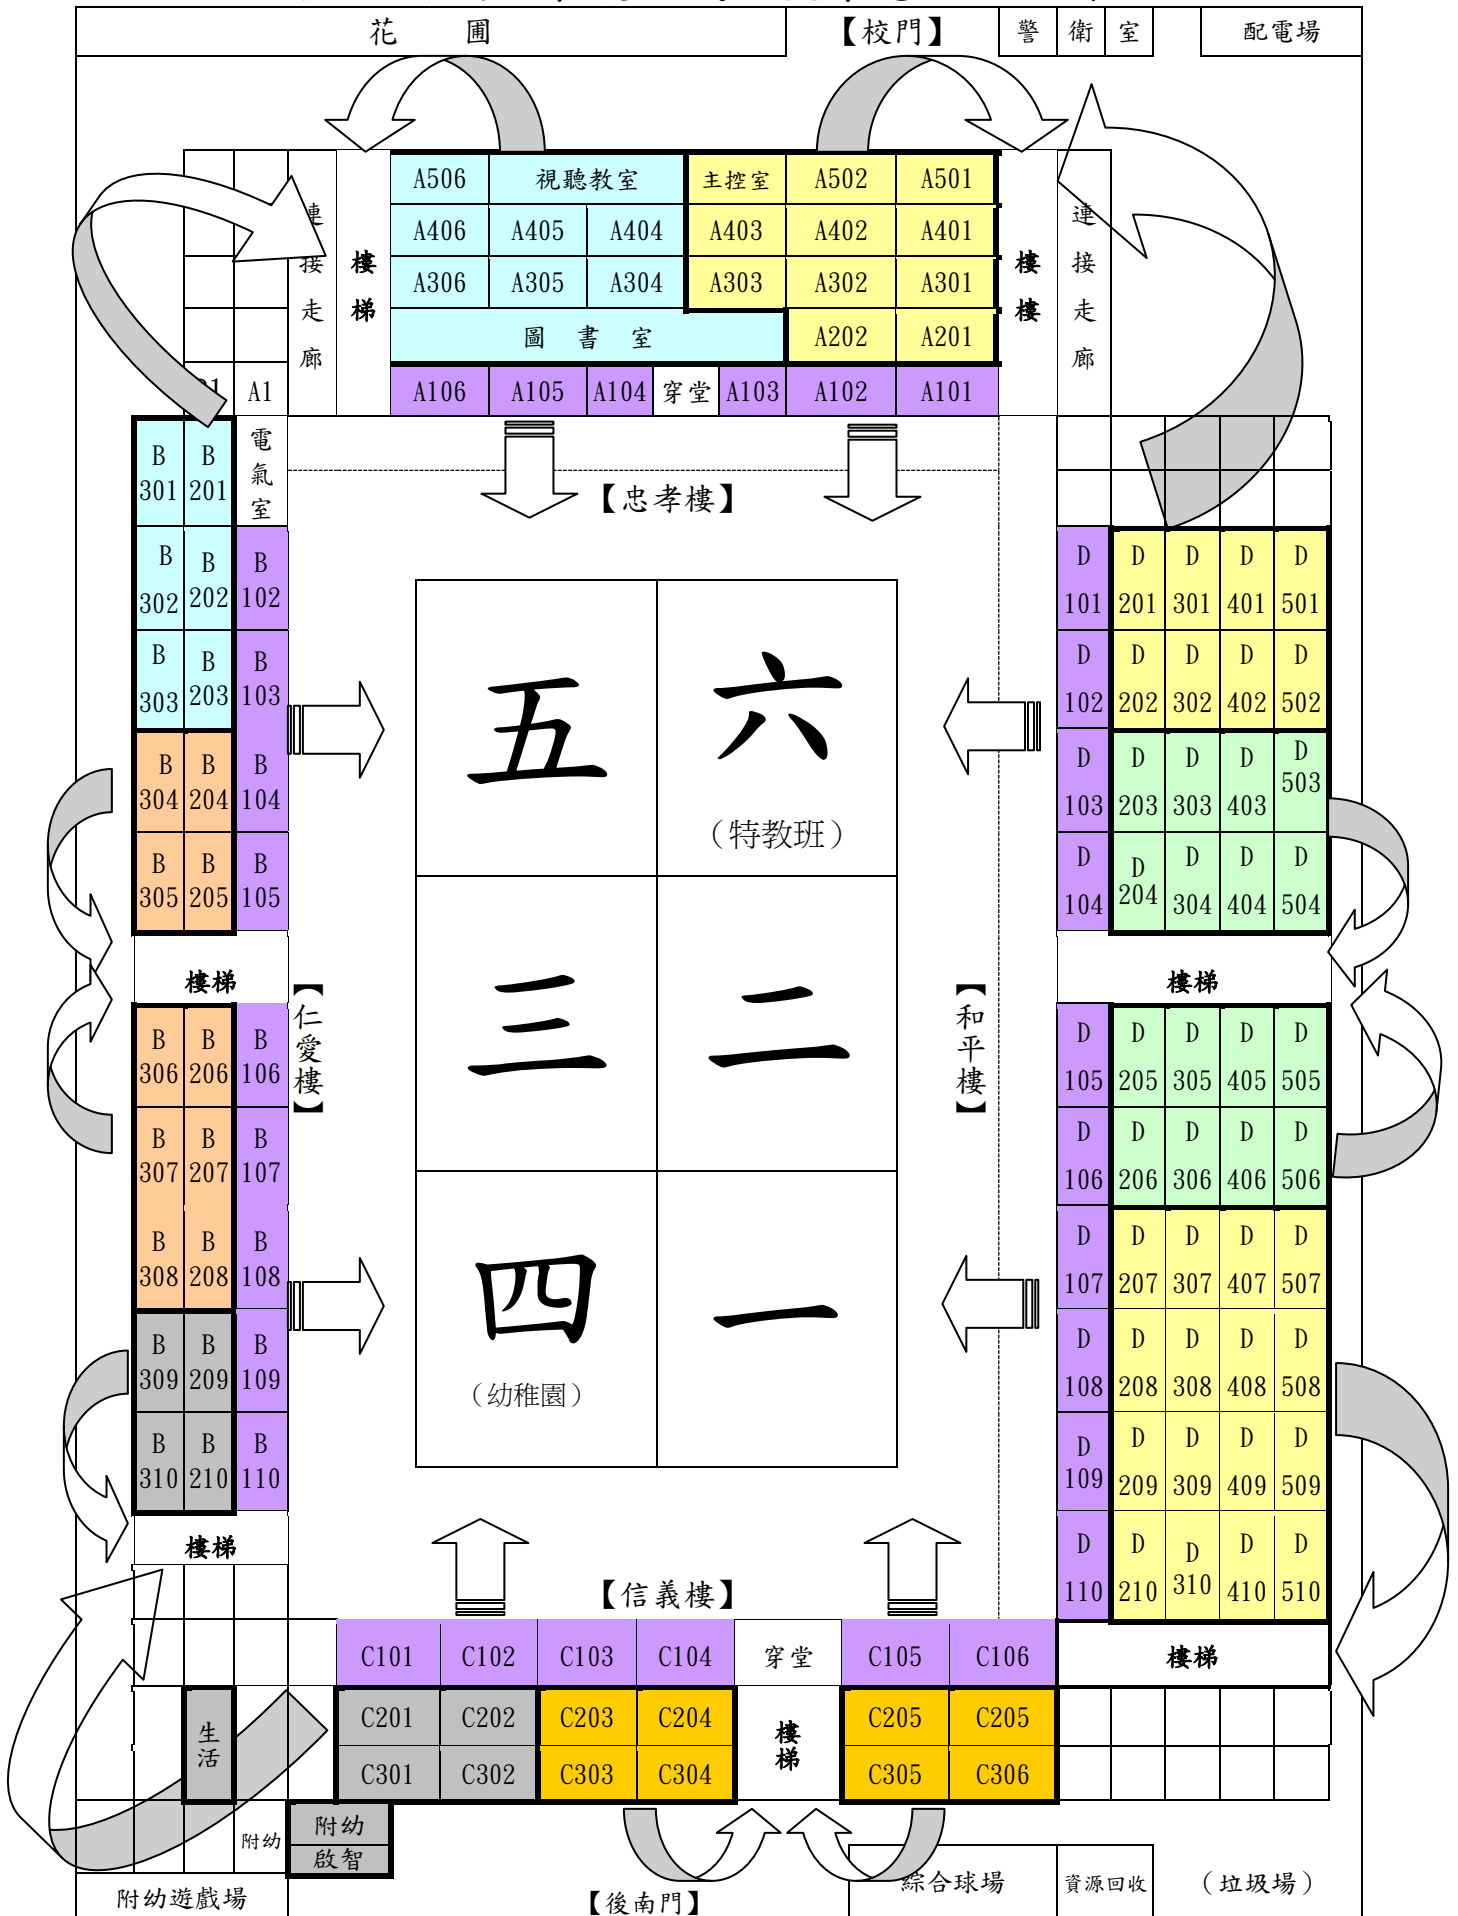 花圃 【校門】 警 衛 室 配電場
A506 視聽教室 主控室 A502 A501
A406 A405 A404 A403 A402 A401
A306 A305 A304 A303 A302 A301
圖書室 A202 A201
A106 A105 A104 穿堂 A103 A102 A101
連接走廊
樓梯
樓樓
連接走廊
A1
電氣室
【忠孝樓】
B301 B201
B302 B202 B102
B303 B203 B103
B304 B204 B104
B305 B205 B105
樓梯
B306 B206 B106
B307 B207 B107
B308 B208 B108
B309 B209 B109
B310 B210 B110
樓梯
【仁愛樓】
五
六
（特教班）
三
二
四
（幼稚園）
一
【和平樓】
D101 D201 D301 D401 D501
D102 D202 D302 D402 D502
D103 D203 D303 D403 D503
D104 D204 D304 D404 D504
樓梯
D105 D205 D305 D405 D505
D106 D206 D306 D406 D506
D107 D207 D307 D407 D507
D108 D208 D308 D408 D508
D109 D209 D309 D409 D509
D110 D210 D310 D410 D510
樓梯
【信義樓】
C101 C102 C103 C104 穿堂 C105 C106
C201 C202 C203 C204 樓梯 C205 C205
C301 C302 C303 C304 C305 C306
生活
附幼
附幼
啟智
附幼遊戲場
【後南門】
綜合球場
資源回收
（垃圾場）